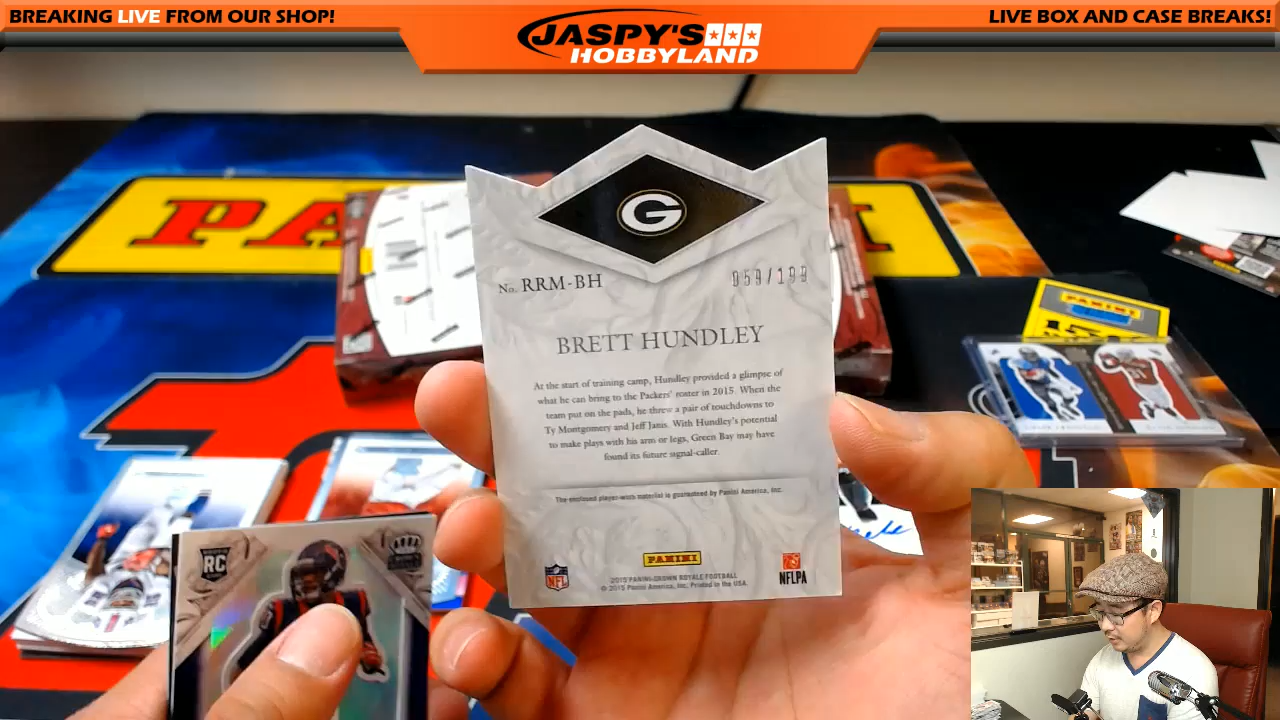 BREAKING LIVE FROM OUR SHOP!
JASPY'S
HOBBYLAND
LIVE BOX AND CASE BREAKS!
PA
G
No. RRM-BH
059/199
BRETT HUNDLEY
At the start of training camp, Hundley provided a glimpse of
what he can bring to the Packers' roster in 2015. When the
team put on the pads, he threw a pair of touchdowns to
Ty Montgomery and Jeff Janis. With Hundley's potential
to make plays with his arm or legs, Green Bay may have
found its future signal-caller.
The enclosed player-worn material is guaranteed by Panini America, Inc.
NFL
PANINI
2015 PANINI-CROWN ROYALE FOOTBALL
© 2015 Panini America, Inc. Printed in the USA.
NFLPA
RC
PANINI